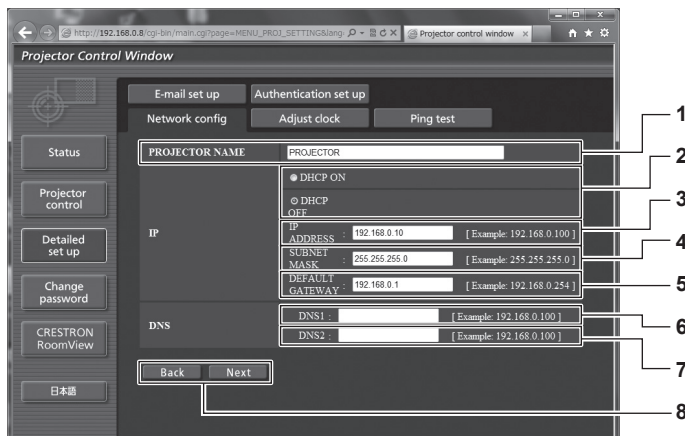 http://192.168.0.8/cgi-bin/main.cgi?page=MENU_PROJ_SETTING&lang
Projector control window
Projector Control Window
E-mail set up
Authentication set up
Network config
Adjust clock
Ping test
Status
Projector control
Detailed set up
Change password
CRESTRON RoomView
日本語
PROJECTOR NAME
PROJECTOR
1
IP
DHCP ON
DHCP OFF
2
IP ADDRESS : 192.168.0.10 [ Example: 192.168.0.100 ]
3
SUBNET MASK : 255.255.255.0 [ Example: 255.255.255.0 ]
4
DEFAULT GATEWAY : 192.168.0.1 [ Example: 192.168.0.254 ]
5
DNS
DNS1 : [ Example: 192.168.0.100 ]
6
DNS2 : [ Example: 192.168.0.100 ]
7
Back
Next
8